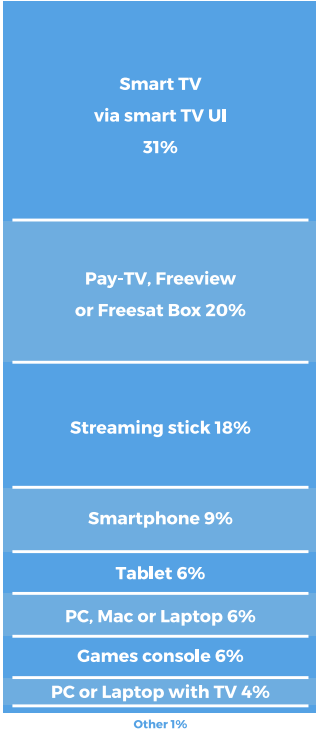 Smart TV
via smart TV UI
31%
Pay-TV, Freeview
or Freesat Box 20%
Streaming stick 18%
Smartphone 9%
Tablet 6%
PC, Mac or Laptop 6%
Games console 6%
PC or Laptop with TV 4%
Other 1%